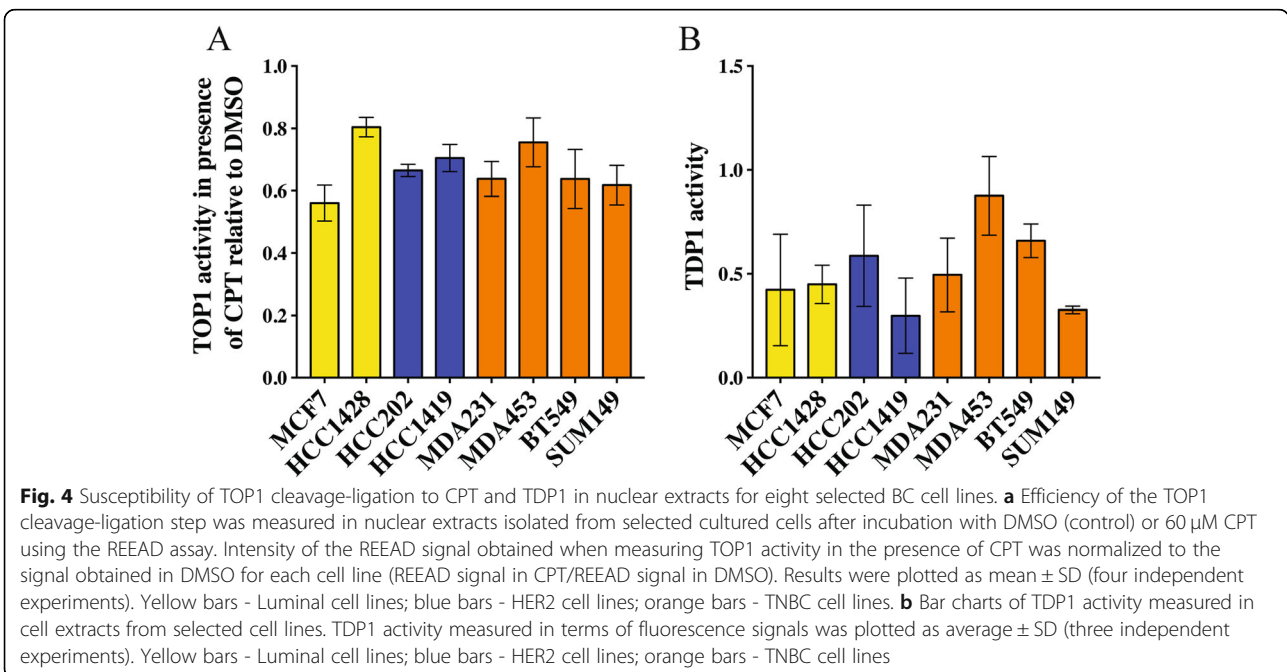 A
TOP1 activity in presence
of CPT relative to DMSO
1.0
0.8
0.6
0.4
0.2
0.0
MCF7
HCC1428
HCC202
HCC1419
MDA231
MDA453
BT549
SUM149
B
TDP1 activity
1.5
1.0
0.5
0.0
MCF7
HCC1428
HCC202
HCC1419
MDA231
MDA453
BT549
SUM149
Fig. 4 Susceptibility of TOP1 cleavage-ligation to CPT and TDP1 in nuclear extracts for eight selected BC cell lines. a Efficiency of the TOP1
cleavage-ligation step was measured in nuclear extracts isolated from selected cultured cells after incubation with DMSO (control) or 60 μM CPT
using the REEAD assay. Intensity of the REEAD signal obtained when measuring TOP1 activity in the presence of CPT was normalized to the
signal obtained in DMSO for each cell line (REEAD signal in CPT/REEAD signal in DMSO). Results were plotted as mean ± SD (four independent
experiments). Yellow bars - Luminal cell lines; blue bars - HER2 cell lines; orange bars - TNBC cell lines. b Bar charts of TDP1 activity measured in
cell extracts from selected cell lines. TDP1 activity measured in terms of fluorescence signals was plotted as average ± SD (three independent
experiments). Yellow bars - Luminal cell lines; blue bars - HER2 cell lines; orange bars - TNBC cell lines